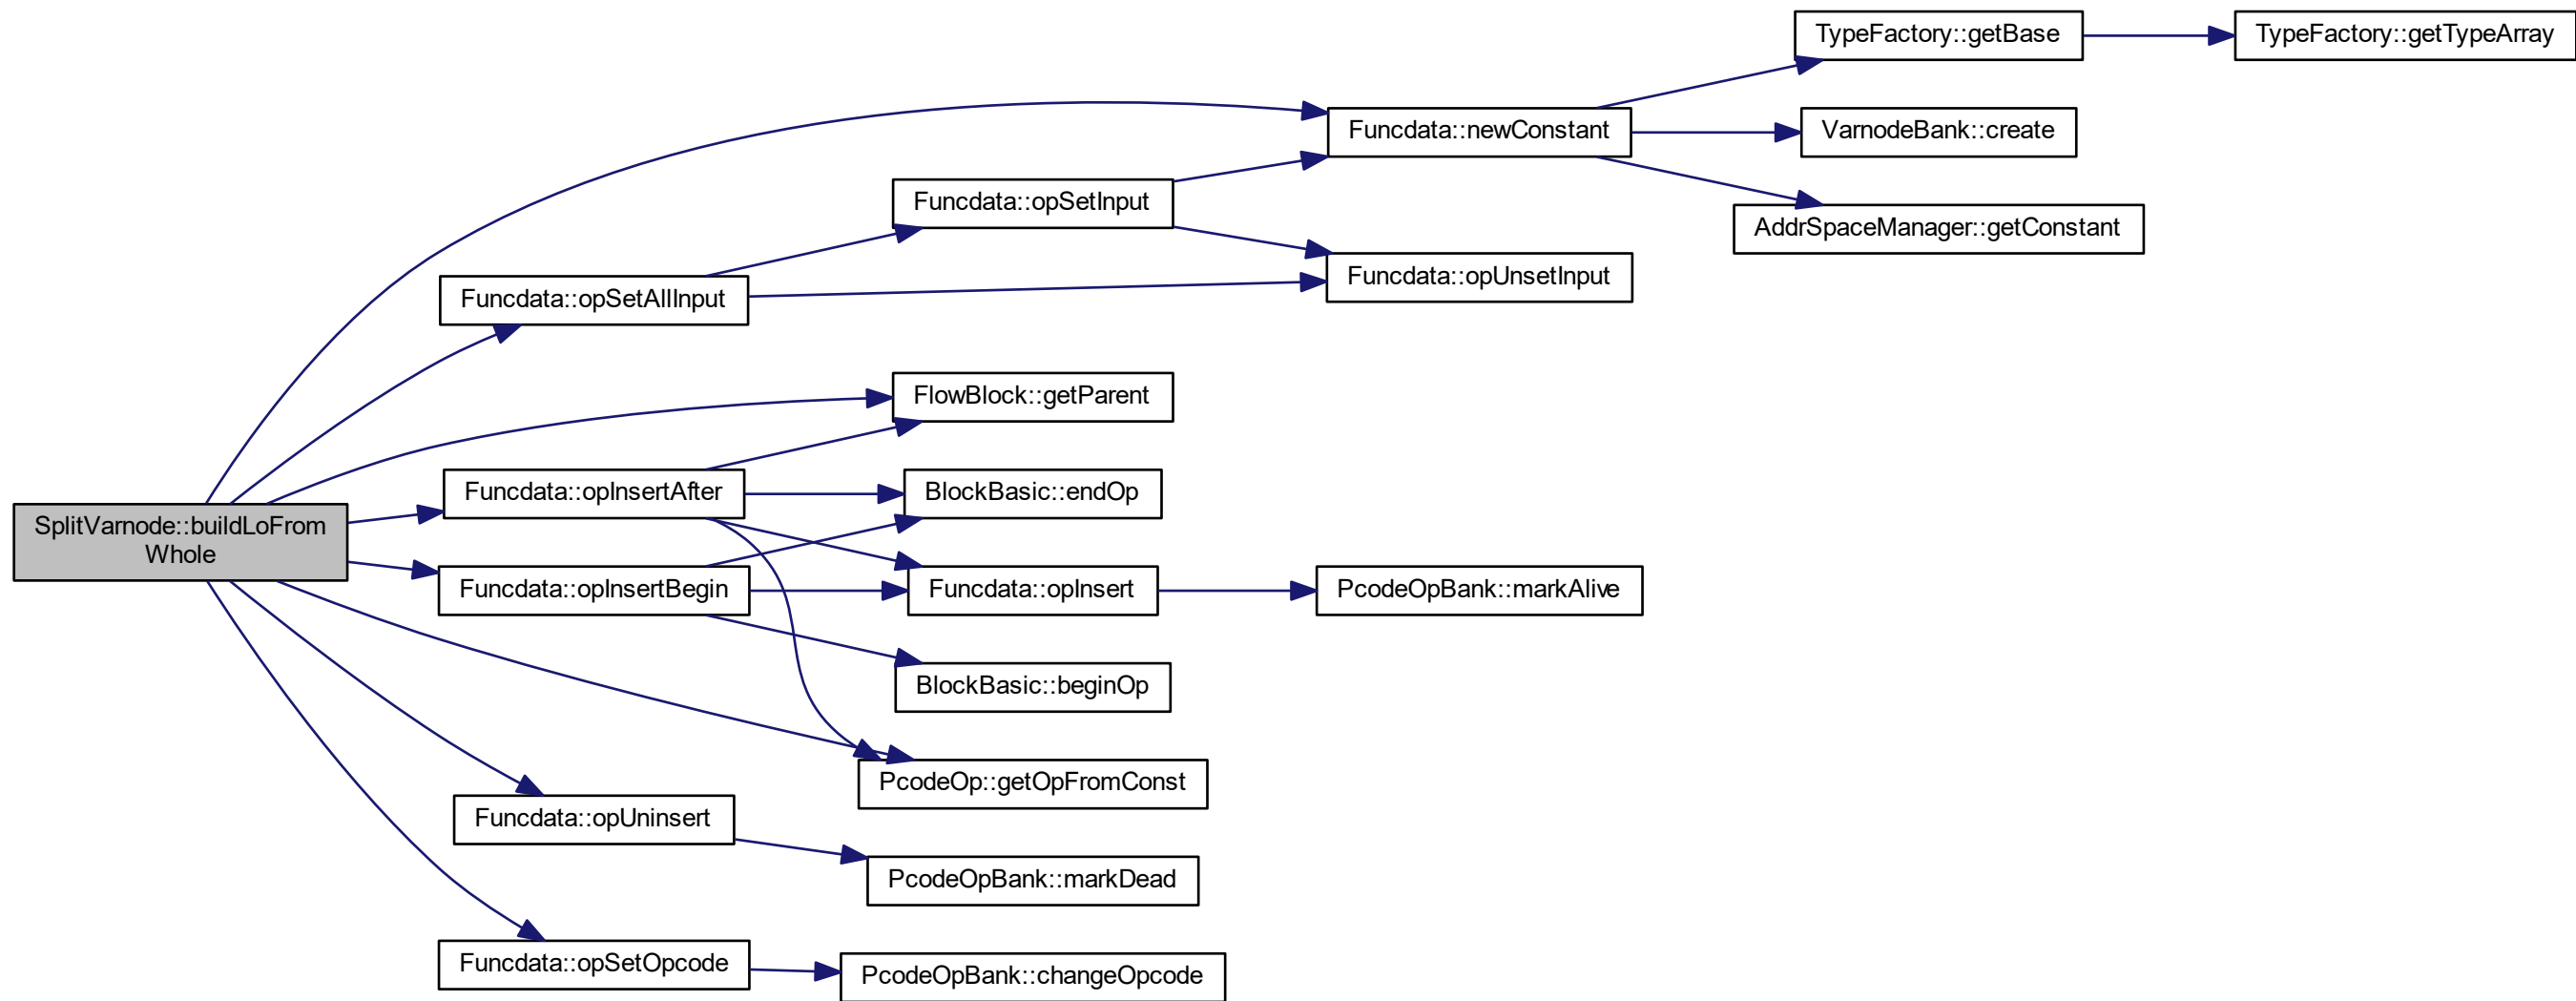 TypeFactory::getBase
TypeFactory::getTypeArray
Funcdata::newConstant
VarnodeBank::create
Funcdata::opSetInput
AddrSpaceManager::getConstant
Funcdata::opSetAllInput
Funcdata::opUnsetInput
FlowBlock::getParent
Funcdata::opInsertAfter
BlockBasic::endOp
SplitVarnode::buildLoFrom
Whole
Funcdata::opInsertBegin
Funcdata::opInsert
PcodeOpBank::markAlive
BlockBasic::beginOp
PcodeOp::getOpFromConst
Funcdata::opUninsert
PcodeOpBank::markDead
Funcdata::opSetOpcode
PcodeOpBank::changeOpcode